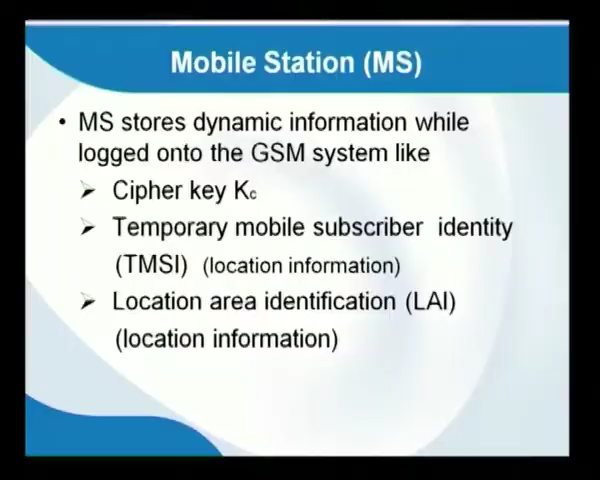 Mobile Station (MS)
• MS stores dynamic information while
logged onto the GSM system like
➢ Cipher key Kc
➢ Temporary mobile subscriber identity
(TMSI) (location information)
➢ Location area identification (LAI)
(location information)